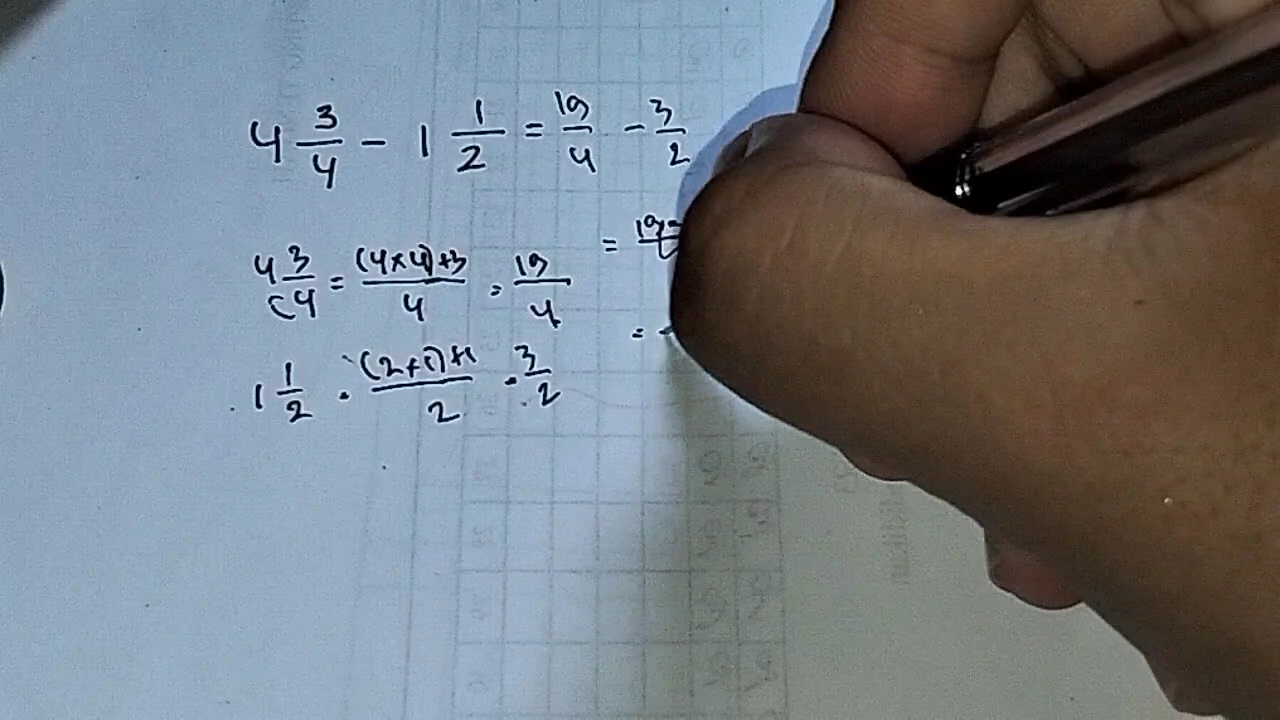 4 3/4 - 1 1/2 = 19/4 - 3/2
=
4 3/4 = (4×4)+3/4 = 19/4
=
1 1/2 = (2+1)+1/2 = 3/2